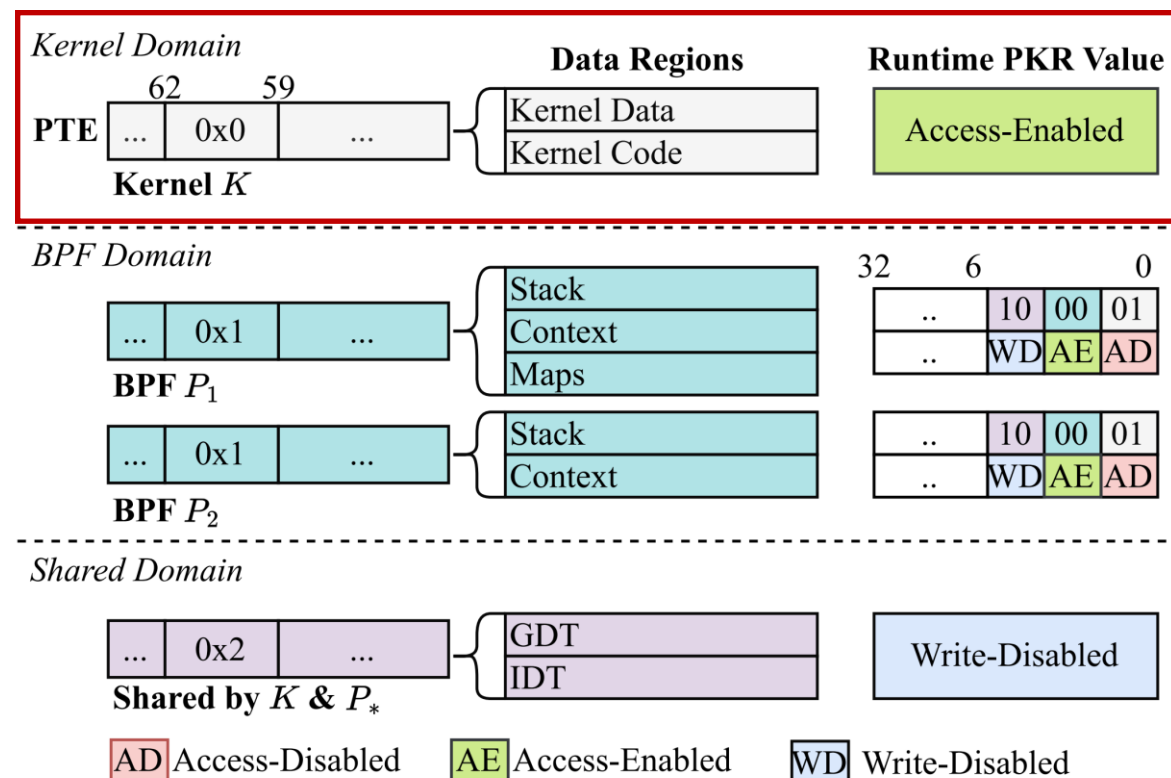 Kernel Domain
Data Regions Runtime PKR Value
62 59
PTE ... 0x0 ... Kernel Data Access-Enabled
Kernel Code
Kernel K
BPF Domain
32 6 0
... 0x1 ... Stack .. 10 00 01
Context .. WD AE AD
Maps
BPF P₁
... 0x1 ... Stack .. 10 00 01
Context .. WD AE AD
BPF P₂
Shared Domain
... 0x2 ... GDT Write-Disabled
IDT
Shared by K & P*
AD Access-Disabled AE Access-Enabled WD Write-Disabled